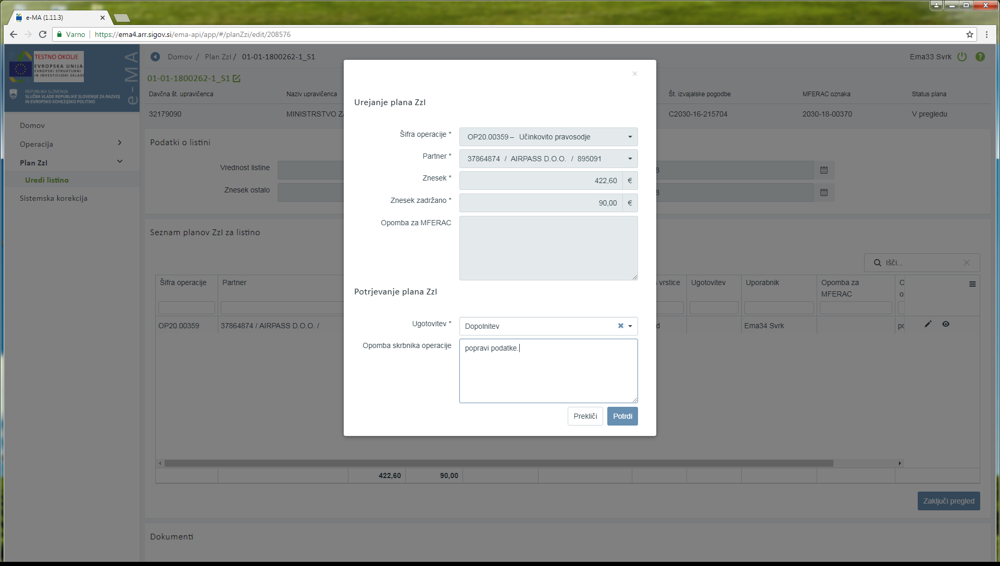 e-MA (1.11.3)
Varno https://ema4.arr.sigov.si/ema-api/app/#/planZzi/edit/208576
TESTNO OKOLJE
EVROPSKA UNIJA
EVROPSKI STRUKTURNI
IN INVESTICIJSKI SKLADI
e-MA
REPUBLIKA SLOVENIJA
SLUŽBA VLADE REPUBLIKE SLOVENIJE ZA RAZVOJ
IN EVROPSKO KOHEZIJSKO POLITIKO
Domov
Operacija
Plan ZzI
Uredi listino
Sistemska korekcija
Domov / Plan ZzI / 01-01-1800262-1_S1
Ema33 Svrk
01-01-1800262-1_S1
Davčna št. upravičenca Naziv upravičenca Št. izvajalske pogodbe MFERAC oznaka Status plana
32179090 MINISTRSTVO C2030-16-215704 2030-18-00370 V pregledu
Podatki o listini
Vrednost listine 8
Znesek ostalo 8
Seznam planov ZzI za listino
Išči...
Šifra operacije Partner vrstice Ugotovitev Uporabnik Opomba za
MFERAC
OP20.00359 37864874 / AIRPASS D.O.O. / Ema34 Svrk
422,60 90,00
Zaključi pregled
Dokumenti
×
Urejanje plana ZzI
Šifra operacije * OP20.00359 – Učinkovito pravosodje
Partner * 37864874 / AIRPASS D.O.O. / 895091
Znesek * 422,60 €
Znesek zadržano * 90,00 €
Opomba za MFERAC
Potrjevanje plana ZzI
Ugotovitev * Dopolnitev
Opomba skrbnika operacije popravi podatke.
Prekliči Potrdi